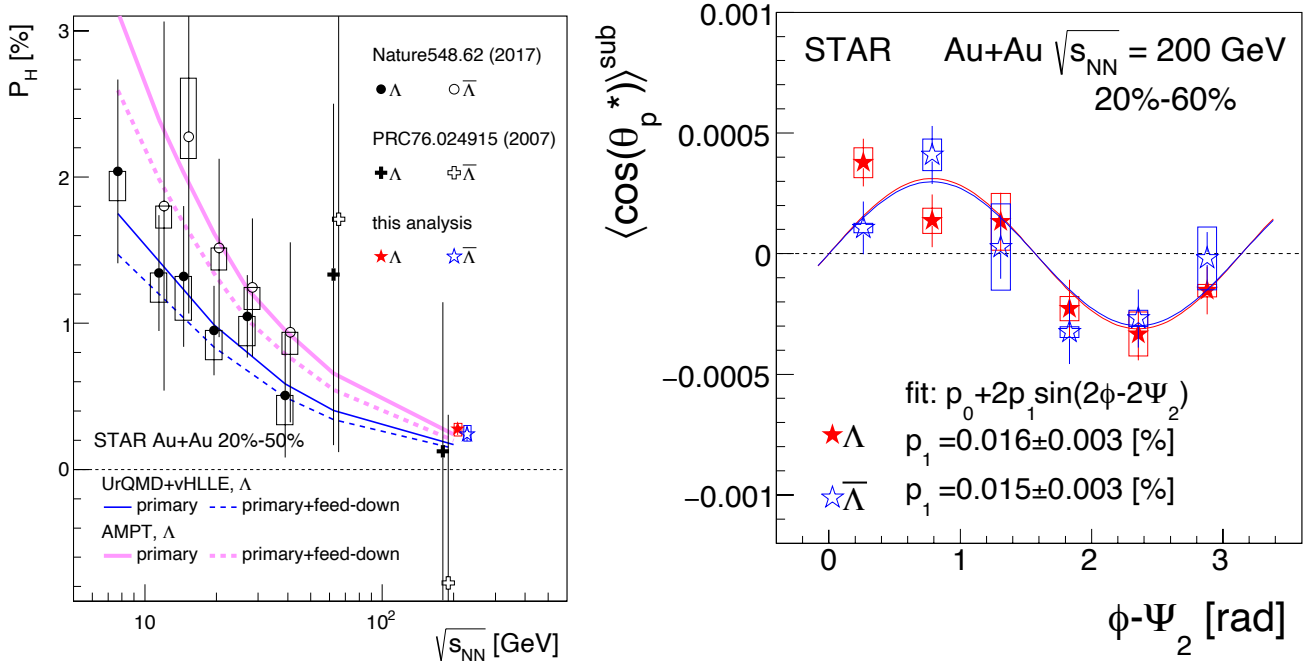 P_H [%]
3
2
1
0
Nature548.62 (2017)
Λ Λ̅
PRC76.024915 (2007)
Λ Λ̅
this analysis
Λ Λ̅
STAR Au+Au 20%-50%
UrQMD+vHLLE, Λ
primary primary+feed-down
AMPT, Λ
primary primary+feed-down
10 10²
√s_NN [GeV]
⟨cos(θ_p*)⟩^sub
0.001
0.0005
0
−0.0005
−0.001
STAR Au+Au √s_NN = 200 GeV
20%-60%
fit: p_0+2p_1sin(2ϕ-2Ψ_2)
Λ p_1=0.016±0.003 [%]
Λ̅ p_1=0.015±0.003 [%]
0 1 2 3
ϕ-Ψ_2 [rad]